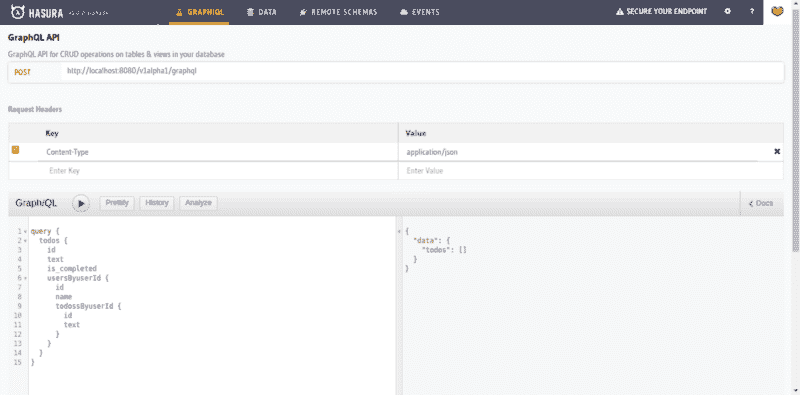 HASURA
GRAPHIQL
DATA
REMOTE SCHEMAS
EVENTS
SECURE YOUR ENDPOINT
?
GraphQL API
GraphQL API for CRUD operations on tables & views in your database
POST
http://localhost:8080/v1alpha1/graphql
Request Headers
Key Value
Content-Type application/json
Enter Key Enter Value
GraphiQL
Prettify
History
Analyze
Docs
1 query {
2 todos {
3 id
4 text
5 is_completed
6 usersByuserId {
7 id
8 name
9 todossByuserId {
10 id
11 text
12 }
13 }
14 }
15 }
{
"data": {
"todos": []
}
}